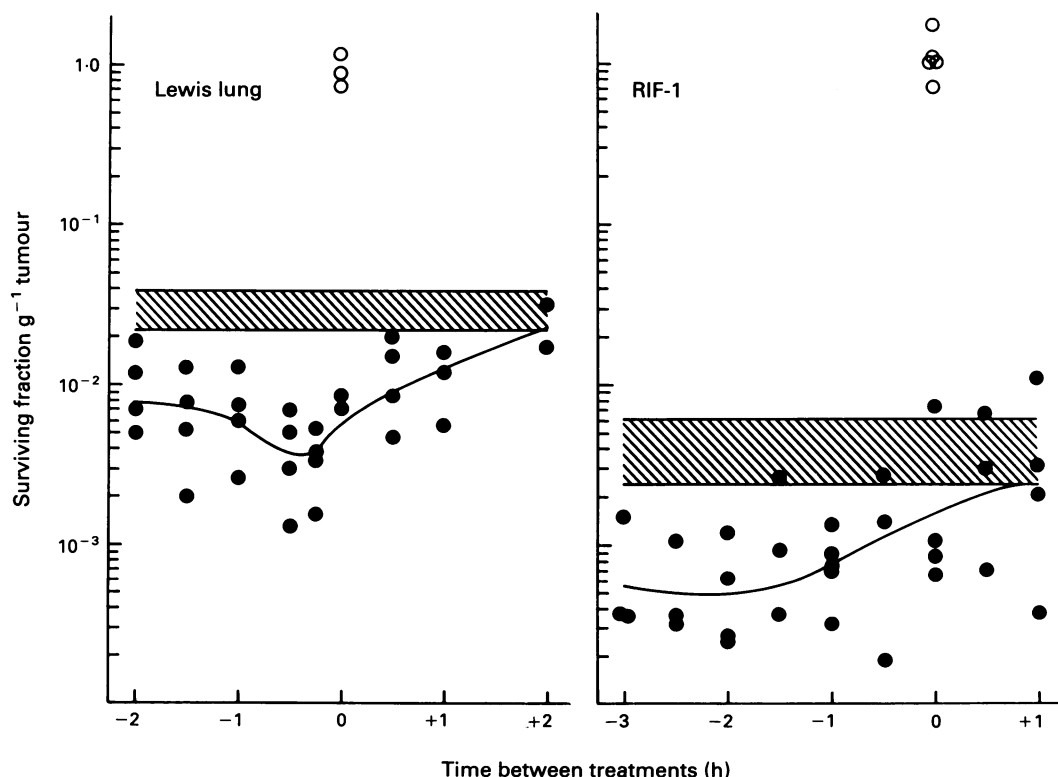 Surviving fraction g⁻¹ tumour
1·0
10⁻¹
10⁻²
10⁻³
Lewis lung
RIF-1
−2 −1 0 +1 +2
−3 −2 −1 0 +1
Time between treatments (h)